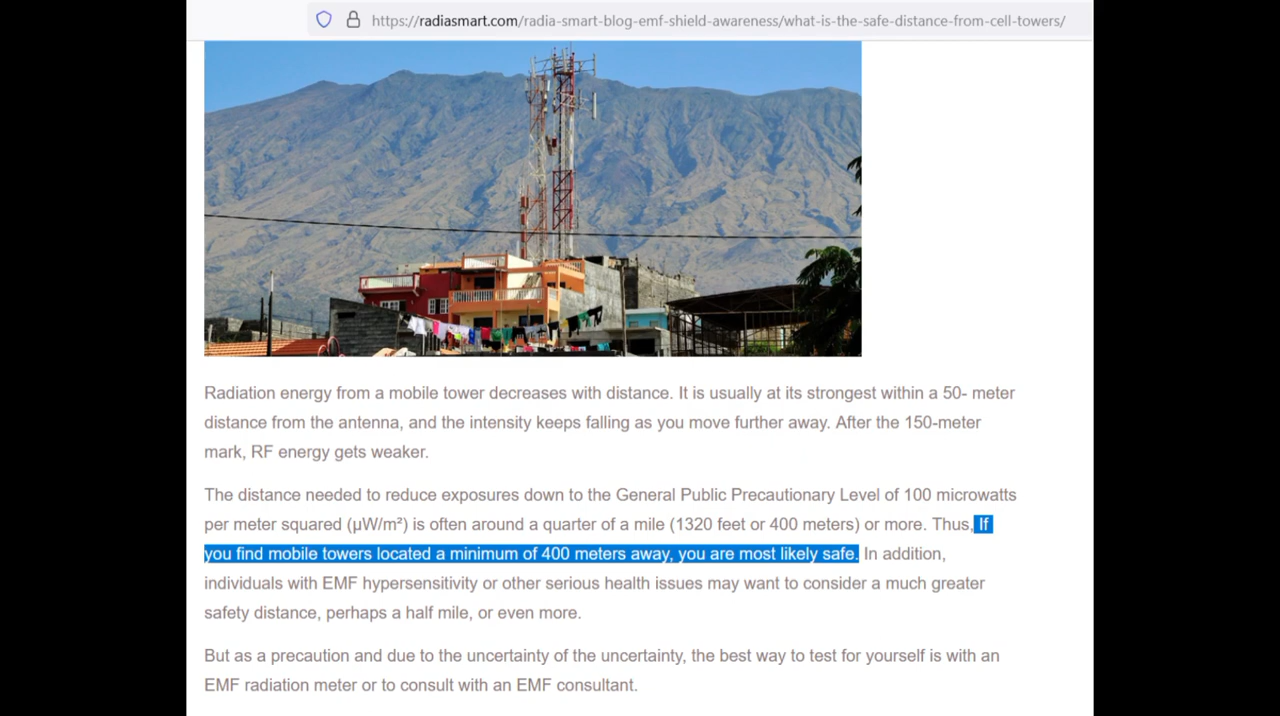 https://radiasmart.com/radia-smart-blog-emf-shield-awareness/what-is-the-safe-distance-from-cell-towers/
Radiation energy from a mobile tower decreases with distance. It is usually at its strongest within a 50- meter
distance from the antenna, and the intensity keeps falling as you move further away. After the 150-meter
mark, RF energy gets weaker.
The distance needed to reduce exposures down to the General Public Precautionary Level of 100 microwatts
per meter squared (µW/m²) is often around a quarter of a mile (1320 feet or 400 meters) or more. Thus, If
you find mobile towers located a minimum of 400 meters away, you are most likely safe. In addition,
individuals with EMF hypersensitivity or other serious health issues may want to consider a much greater
safety distance, perhaps a half mile, or even more.
But as a precaution and due to the uncertainty of the uncertainty, the best way to test for yourself is with an
EMF radiation meter or to consult with an EMF consultant.